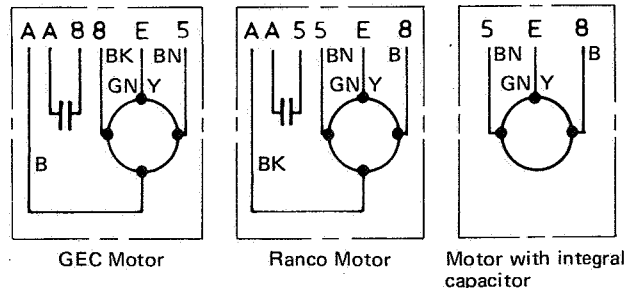 A A 8 8 E 5
BK BN
GN Y
B
GEC Motor
A A 5 5 E 8
BN B
GN Y
BK
Ranco Motor
5 E 8
BN B
GN Y
Motor with integral
capacitor